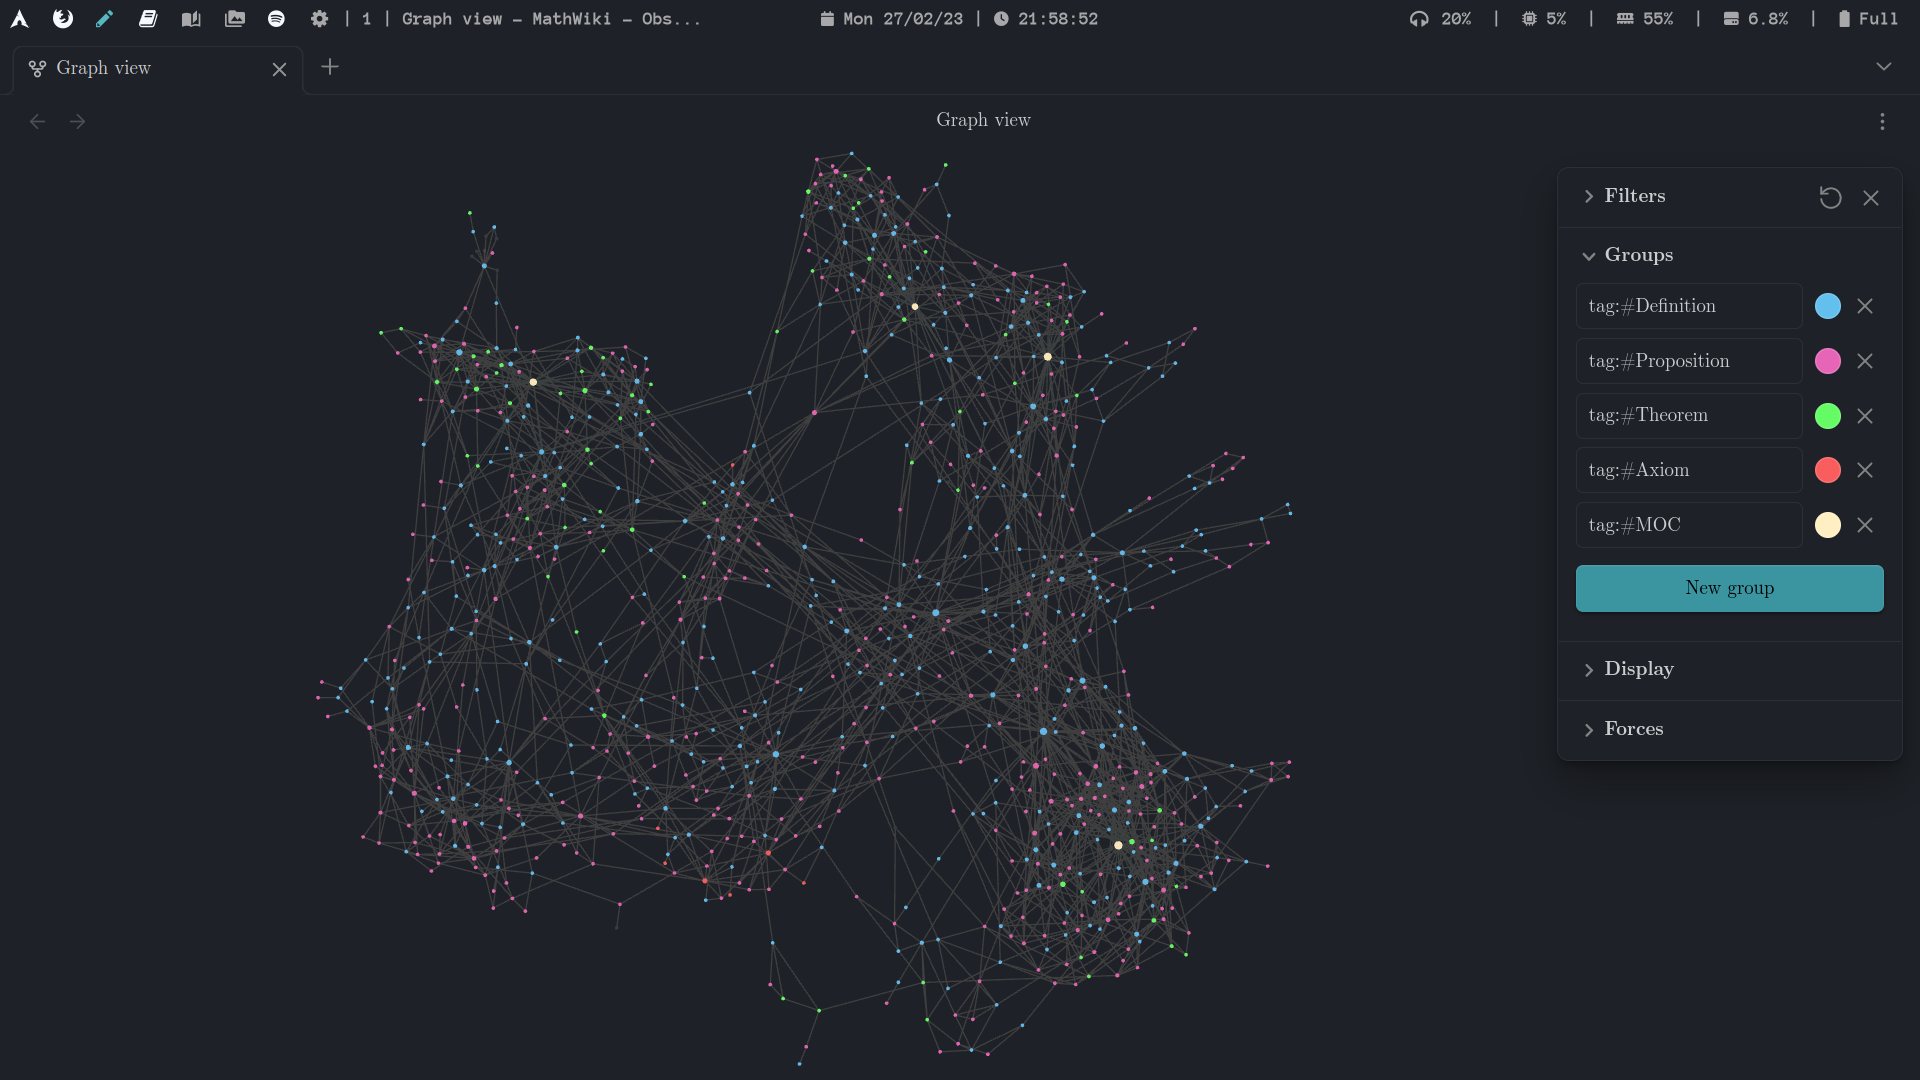 | 1 | Graph view - MathWiki - Obs... Mon 27/02/23 | 21:58:52 20% | 5% | 55% | 6.8% | Full
Graph view
Graph view
Filters
Groups
tag:#Definition
tag:#Proposition
tag:#Theorem
tag:#Axiom
tag:#MOC
New group
Display
Forces